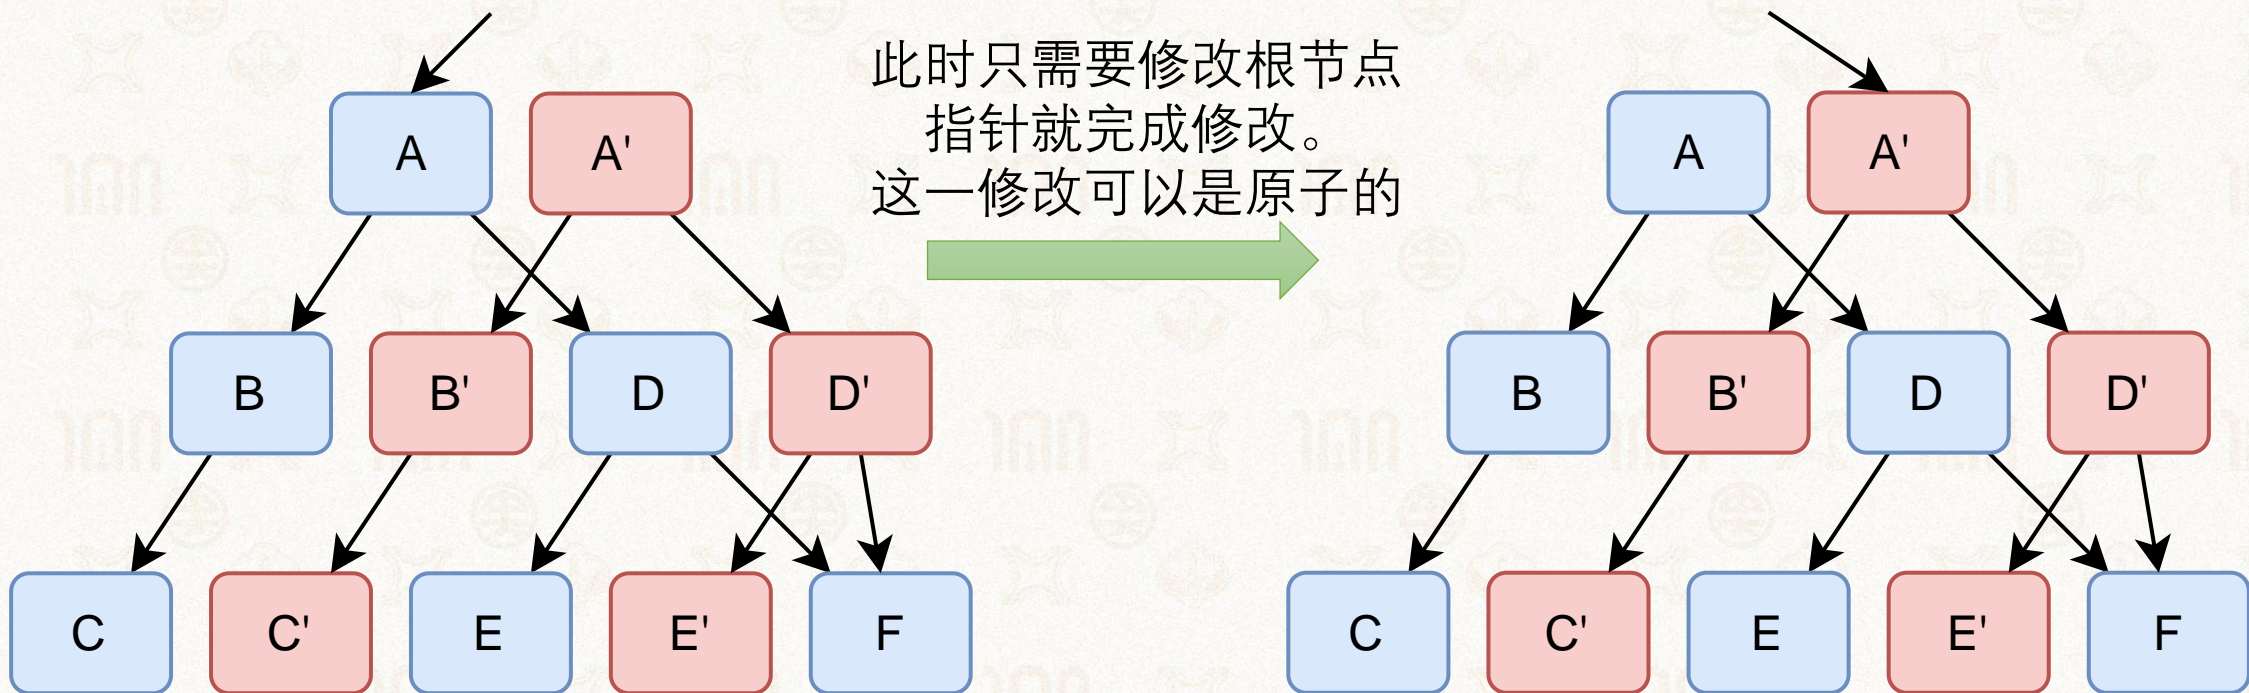 此时只需要修改根节点
指针就完成修改。
这一修改可以是原子的
A A' A A'
B B' D D' B B' D D'
C C' E E' F C C' E E' F